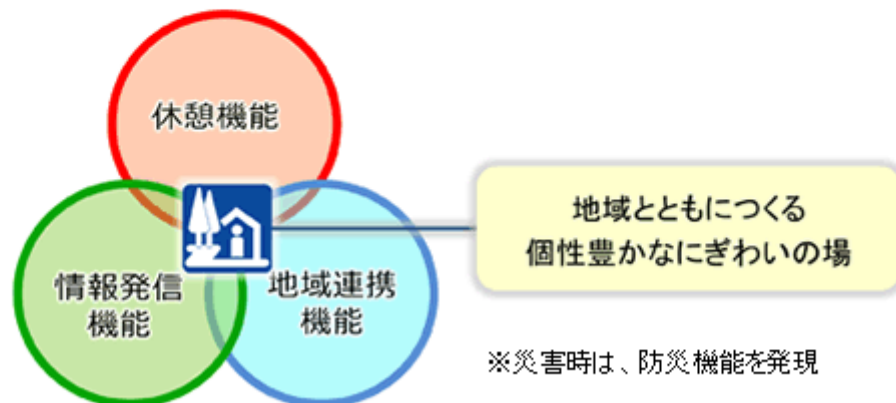 休憩機能
情報発信
機能
地域連携
機能
地域とともにつくる
個性豊かなにぎわいの場
※災害時は、防災機能を発現